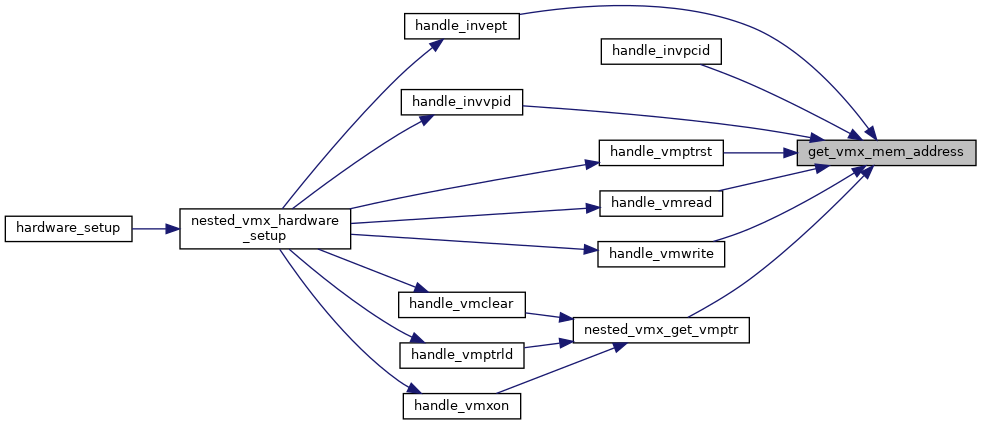 handle_invept
handle_invpcid
handle_invvpid
handle_vmptrst
get_vmx_mem_address
handle_vmread
nested_vmx_hardware
_setup
hardware_setup
handle_vmwrite
handle_vmclear
nested_vmx_get_vmptr
handle_vmptrld
handle_vmxon